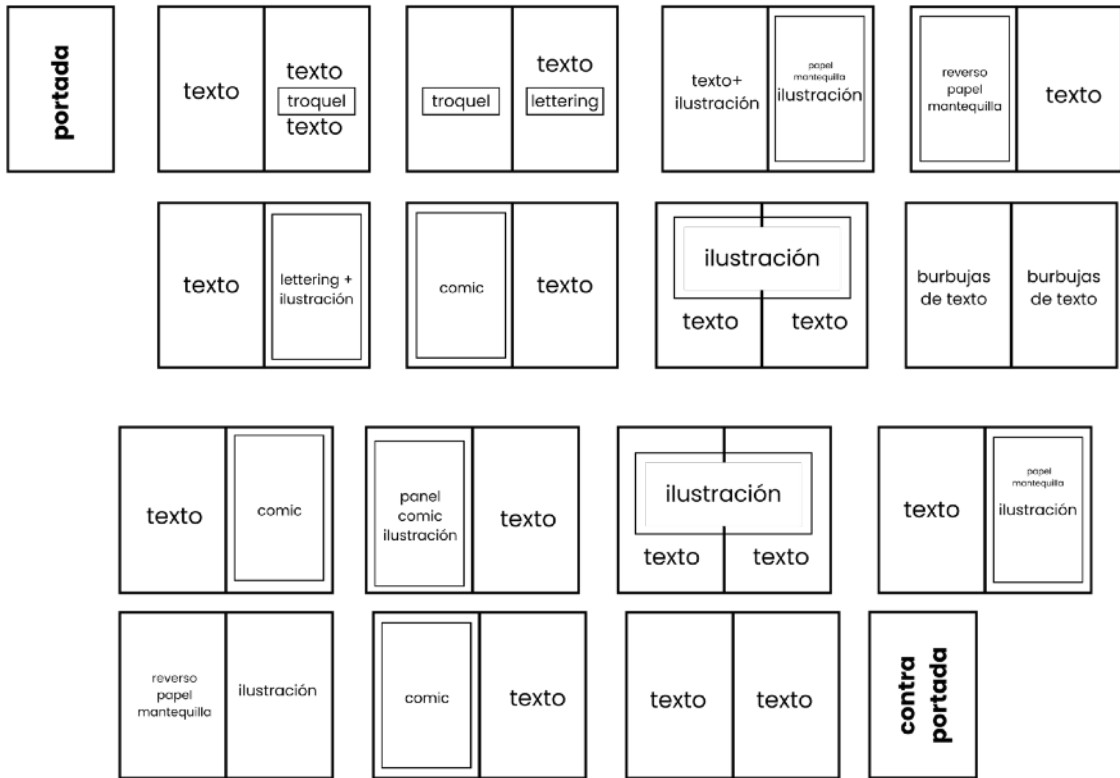 portada
texto
texto
troquel
texto
troquel
texto
lettering
texto+
ilustración
papel
mantequilla
ilustración
reverso
papel
mantequilla
texto
texto
lettering +
ilustración
comic
texto
ilustración
texto
texto
burbujas
de texto
burbujas
de texto
texto
comic
panel
comic
ilustración
texto
ilustración
texto
texto
texto
papel
mantequilla
ilustración
reverso
papel
mantequilla
ilustración
comic
texto
texto
texto
contra
portada